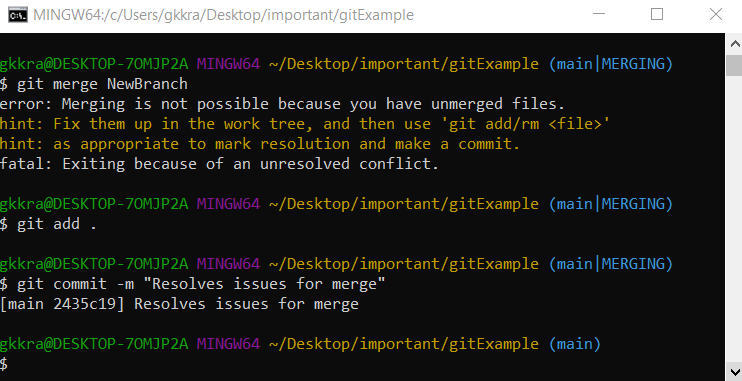 MINGW64:/c/Users/gkkra/Desktop/important/gitExample
gkkra@DESKTOP-7OMJP2A MINGW64 ~/Desktop/important/gitExample (main|MERGING)
$ git merge NewBranch
error: Merging is not possible because you have unmerged files.
hint: Fix them up in the work tree, and then use 'git add/rm <file>'
hint: as appropriate to mark resolution and make a commit.
fatal: Exiting because of an unresolved conflict.
gkkra@DESKTOP-7OMJP2A MINGW64 ~/Desktop/important/gitExample (main|MERGING)
$ git add .
gkkra@DESKTOP-7OMJP2A MINGW64 ~/Desktop/important/gitExample (main|MERGING)
$ git commit -m "Resolves issues for merge"
[main 2435c19] Resolves issues for merge
gkkra@DESKTOP-7OMJP2A MINGW64 ~/Desktop/important/gitExample (main)
$